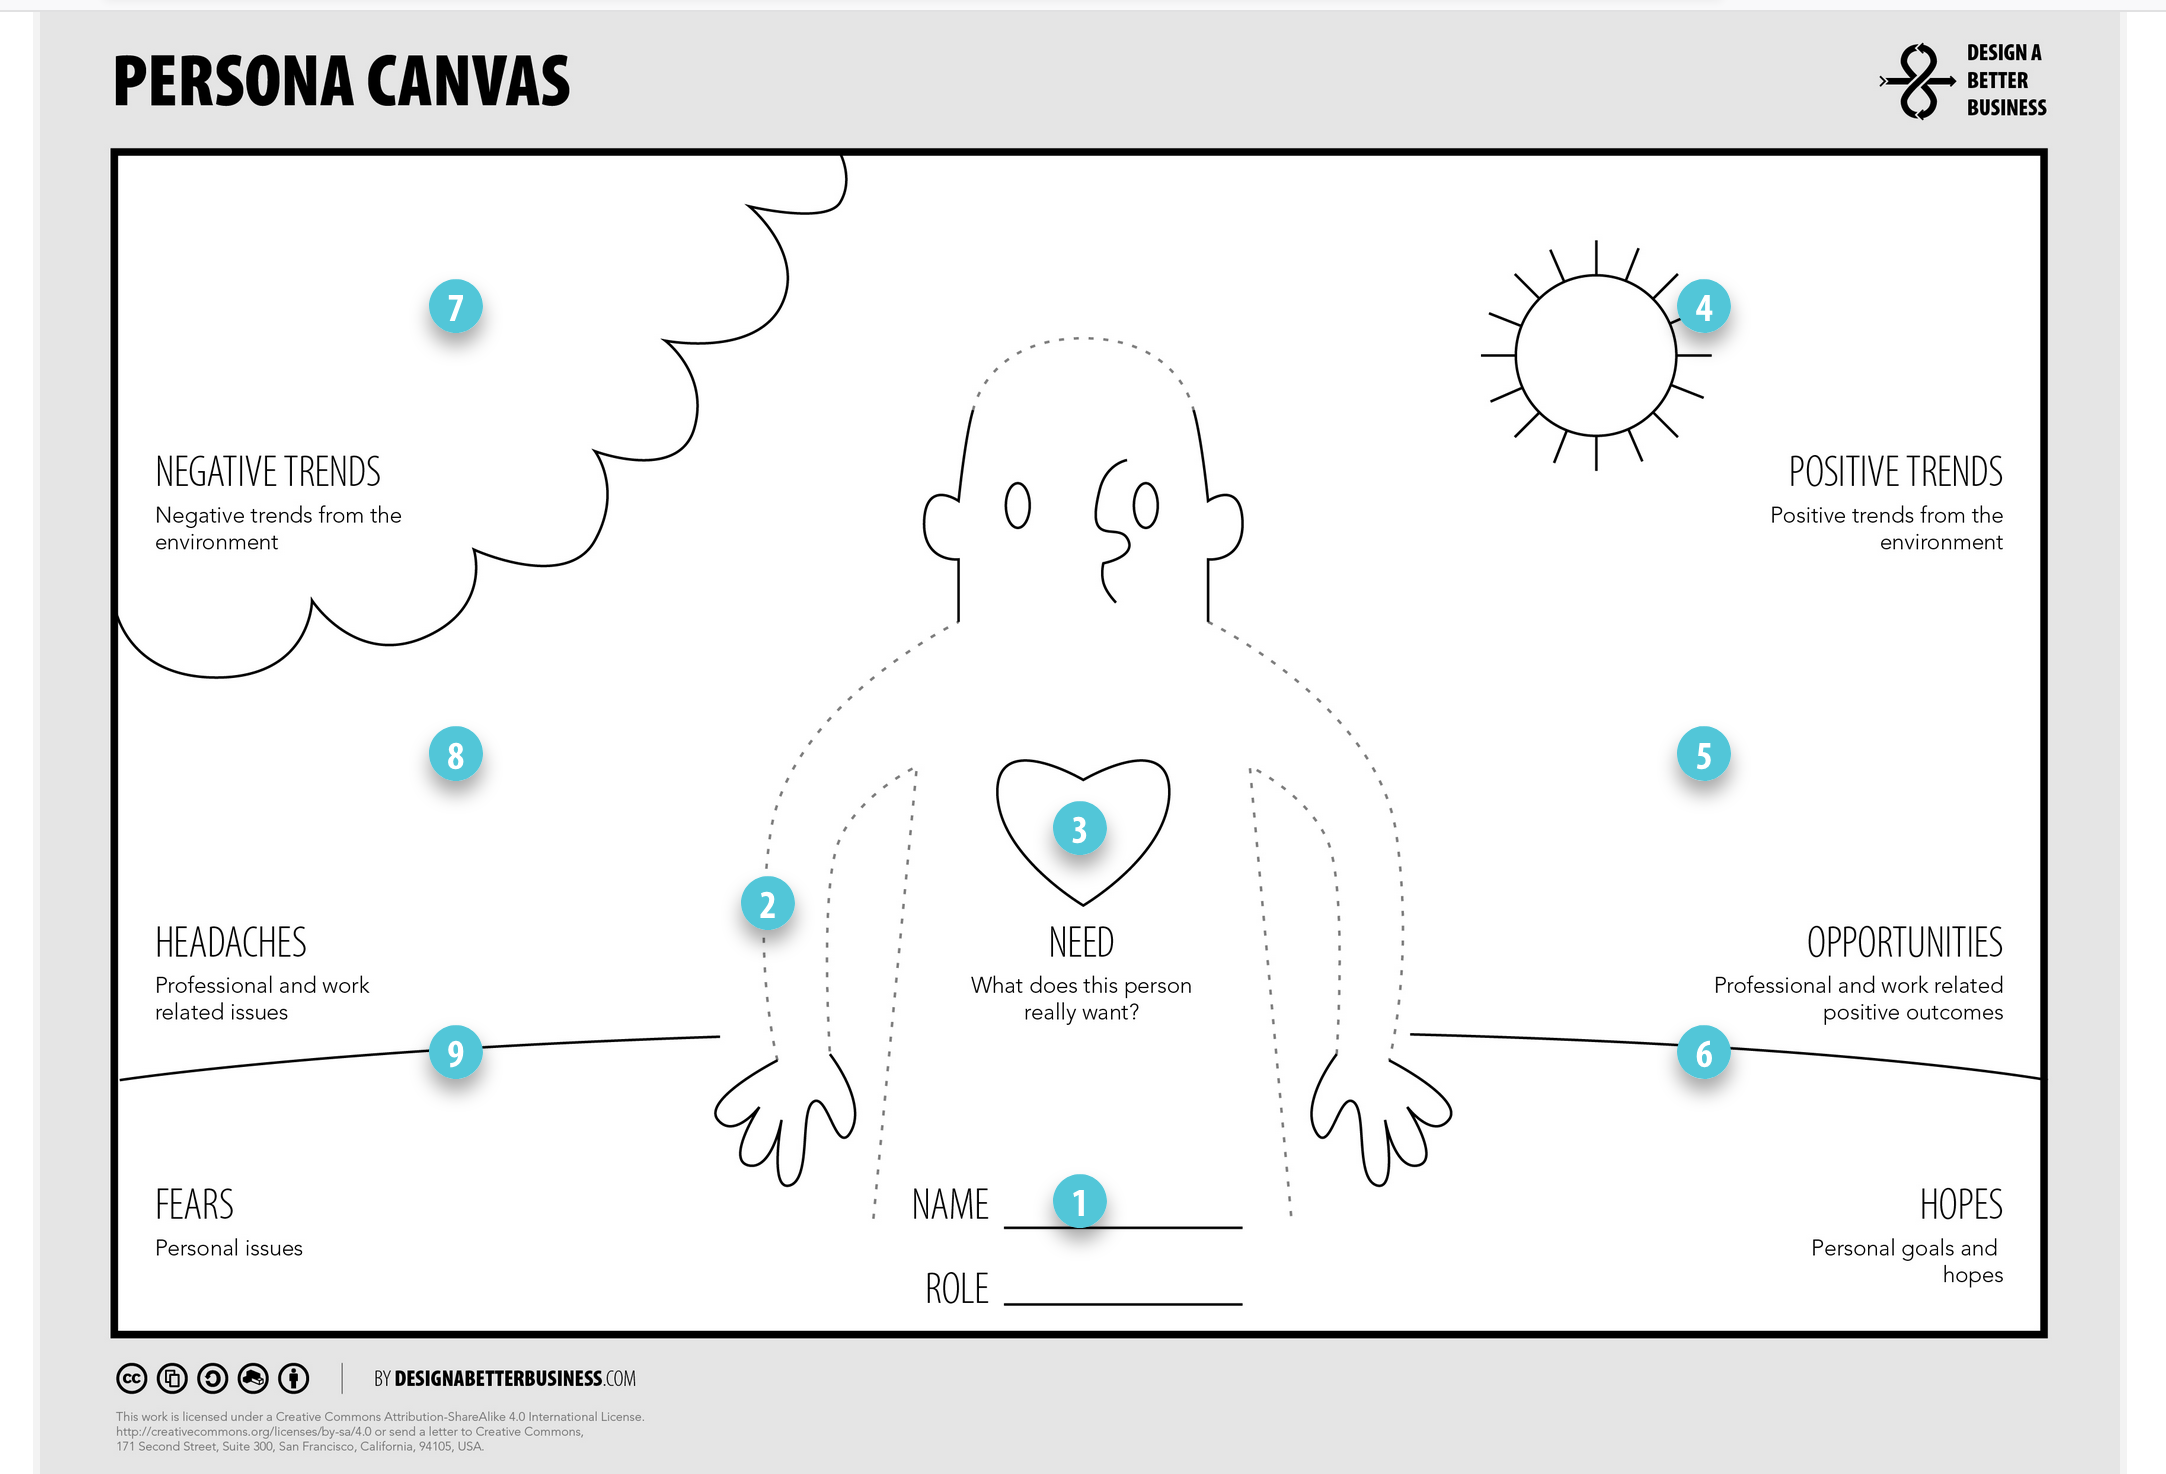 PERSONA CANVAS
DESIGN A
BETTER
BUSINESS
7
4
NEGATIVE TRENDS
Negative trends from the
environment
POSITIVE TRENDS
Positive trends from the
environment
8
5
3
2
HEADACHES
Professional and work
related issues
NEED
What does this person
really want?
OPPORTUNITIES
Professional and work related
positive outcomes
9
6
FEARS
Personal issues
NAME 1
ROLE
HOPES
Personal goals and
hopes
cc
BY DESIGNABETTERBUSINESS.COM
This work is licensed under a Creative Commons Attribution-ShareAlike 4.0 International License.
http://creativecommons.org/licenses/by-sa/4.0 or send a letter to Creative Commons,
171 Second Street, Suite 300, San Francisco, California, 94105, USA.